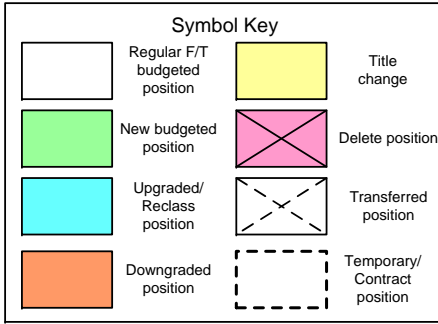 Symbol Key
Regular F/T
budgeted
position
Title
change
New budgeted
position
Delete position
Upgraded/
Reclass
position
Transferred
position
Downgraded
position
Temporary/
Contract
position